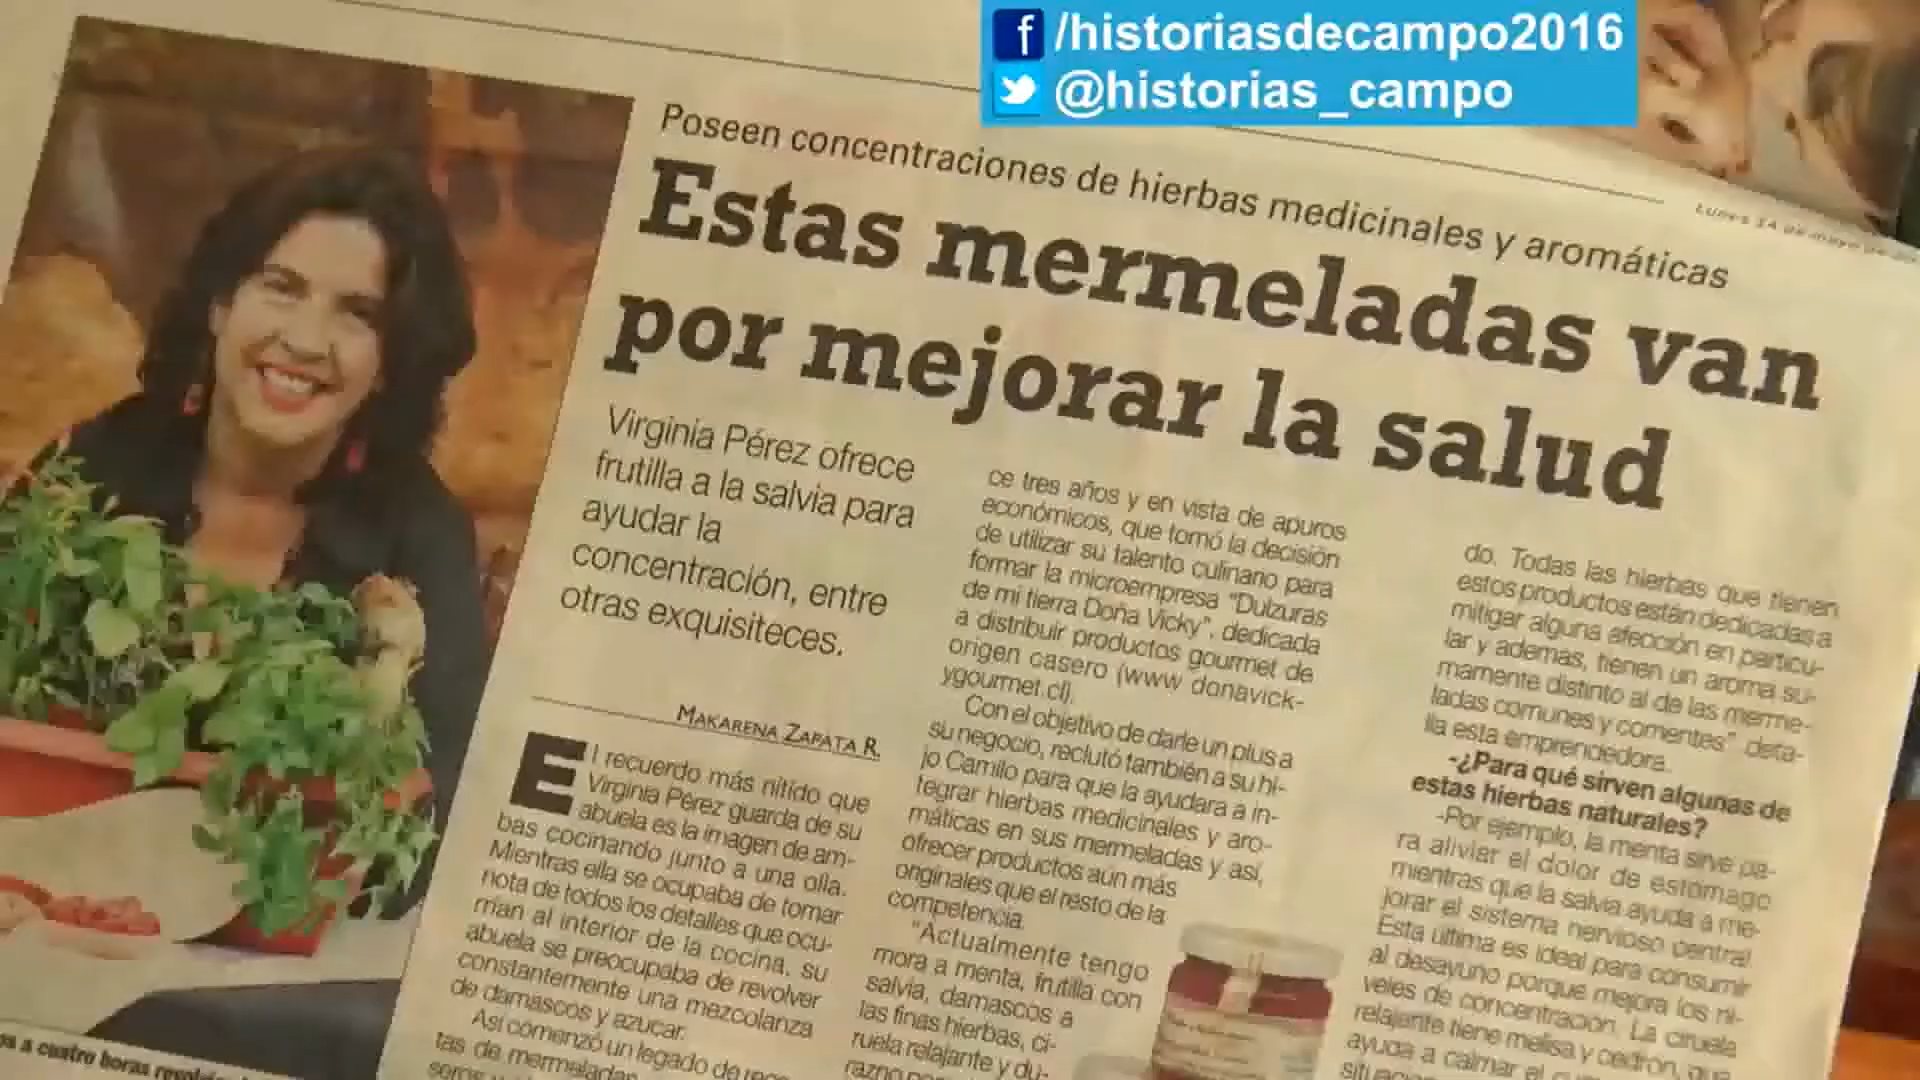 /historiasdecampo2016
@historias_campo
Poseen concentraciones de hierbas medicinales y aromáticas
Lunes 14 de mayo de
Estas mermeladas van
por mejorar la salud
Virginia Pérez ofrece
frutilla a la salvia para
ayudar la
concentración, entre
otras exquisiteces.
MAKARENA ZAPATA R.
El recuerdo más nítido que
Virginia Pérez guarda de su
abuela es la imagen de am-
bas cocinando junto a una olla.
Mientras ella se ocupaba de tomar
nota de todos los detalles que ocu-
rrían al interior de la cocina, su
abuela se preocupaba de revolver
constantemente una mezcolanza
de damascos y azúcar.
Así comenzó un legado de rece-
tas de mermeladas
ce tres años y en vista de apuros
económicos, que tomó la decisión
de utilizar su talento culinario para
formar la microempresa "Dulzuras
de mi tierra Doña Vicky", dedicada
a distribuir productos gourmet de
origen casero (www donavick-
ygourmet.cl).
Con el objetivo de darle un plus a
su negocio, reclutó también a su hi-
jo Camilo para que la ayudara a in-
tegrar hierbas medicinales y aro-
máticas en sus mermeladas y así,
ofrecer productos aún más
originales que el resto de la
competencia.
"Actualmente tengo
mora a menta, frutilla con
salvia, damascos a
las finas hierbas, ci-
ruela relajante y du-
razno
do. Todas las hierbas que tienen
estos productos están dedicadas a
mitigar alguna afección en particu-
lar y además, tienen un aroma su-
mamente distinto al de las merme-
ladas comunes y corrientes", deta-
lla esta emprendedora.
-¿Para qué sirven algunas de
estas hierbas naturales?
-Por ejemplo, la menta sirve pa-
ra aliviar el dolor de estómago
mientras que la salvia ayuda a me-
jorar el sistema nervioso central.
Esta última es ideal para consumir
al desayuno porque mejora los ni-
veles de concentración. La ciruela
relajante tiene melisa y cedrón, que
ayuda a calmar el
a cuatro horas